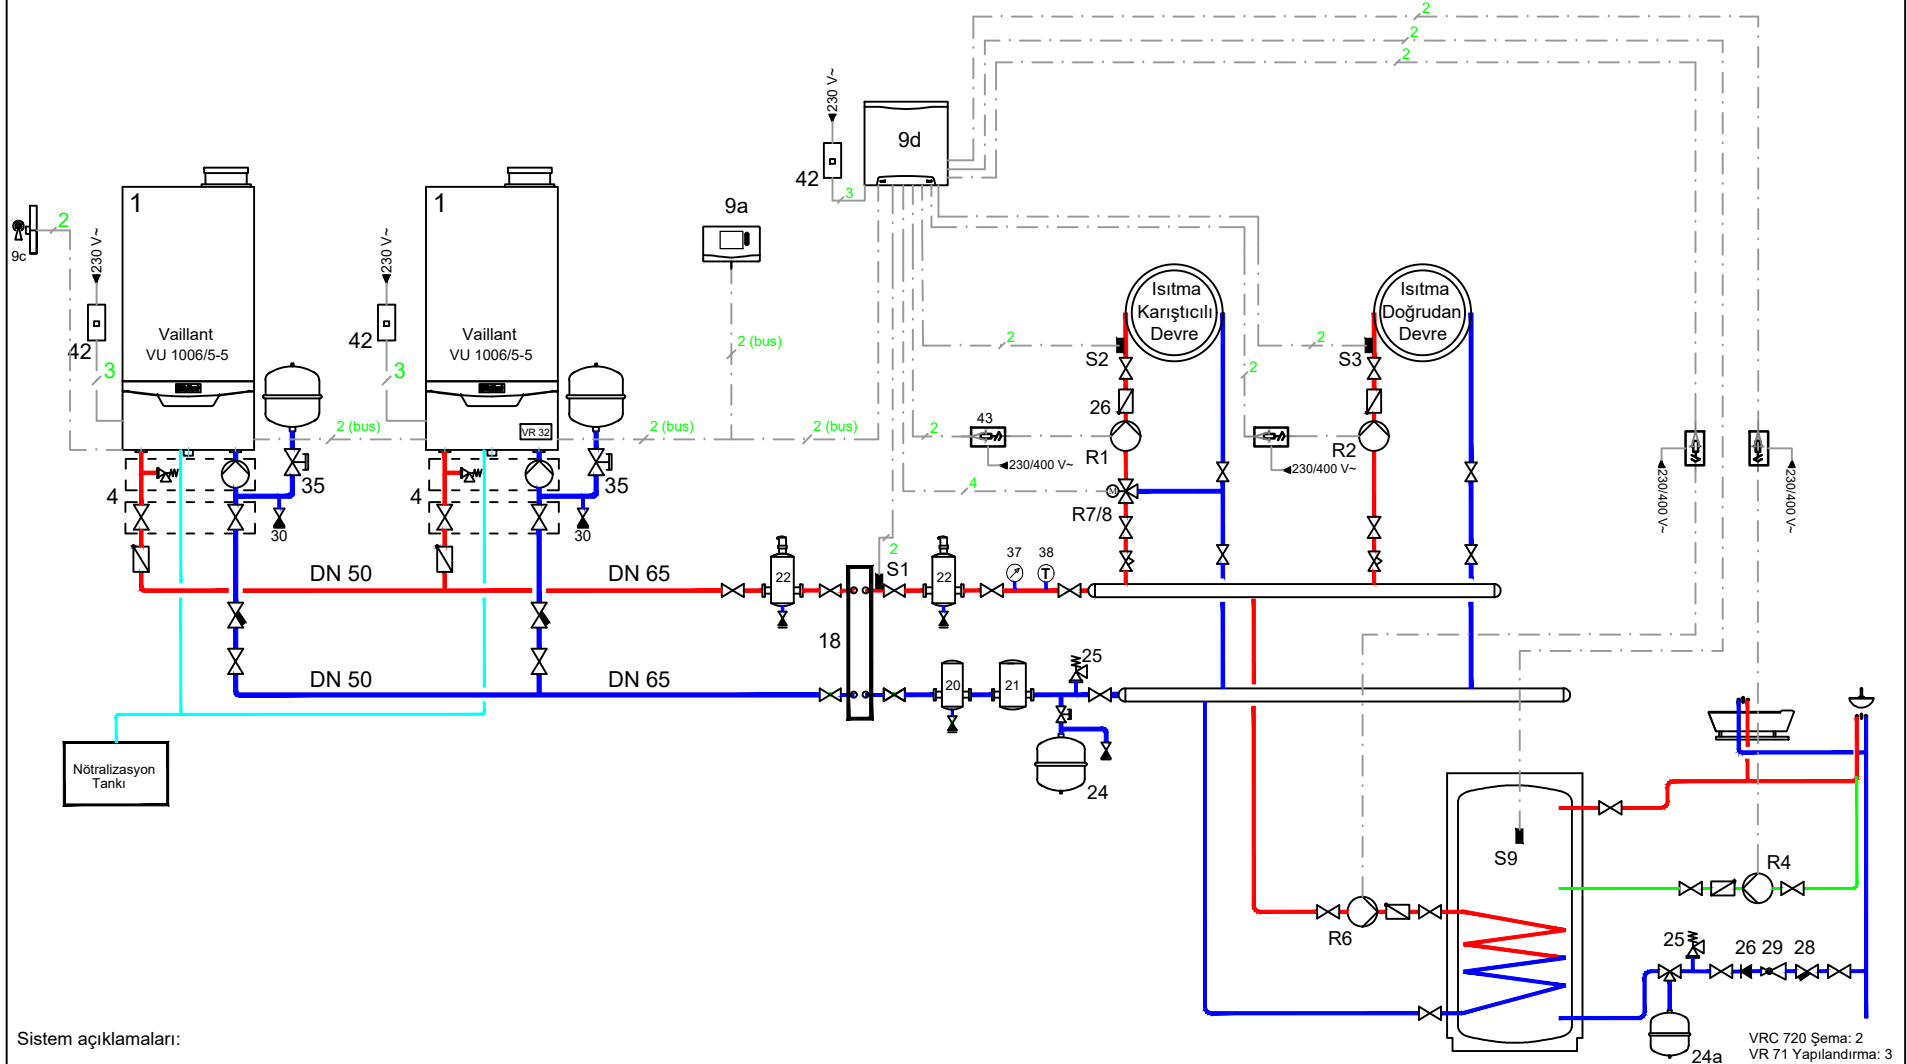 2
2
2
230 V~
9d
42
3
1
1
9a
2
9c
230 V~
230 V~
42
42
3
3
Vaillant
VU 1006/5-5
Vaillant
VU 1006/5-5
2 (bus)
2 (bus)
2 (bus)
2 (bus)
VR 32
Isıtma
Karıştıcılı
Devre
Isıtma
Doğrudan
Devre
2
S2
2
S3
2
26
43
2
R1
230/400 V~
R2
230/400 V~
230/400 V~
230/400 V~
4
35
4
35
4
R7/8
30
30
2
S1
DN 50
DN 65
22
22
37
38
T
M
18
DN 50
DN 65
20
21
25
24
Nötralizasyon
Tankı
S9
R4
R6
25
26
29
28
24a
Sistem açıklamaları:
VRC 720 Şema: 2
VR 71 Yapılandırma: 3